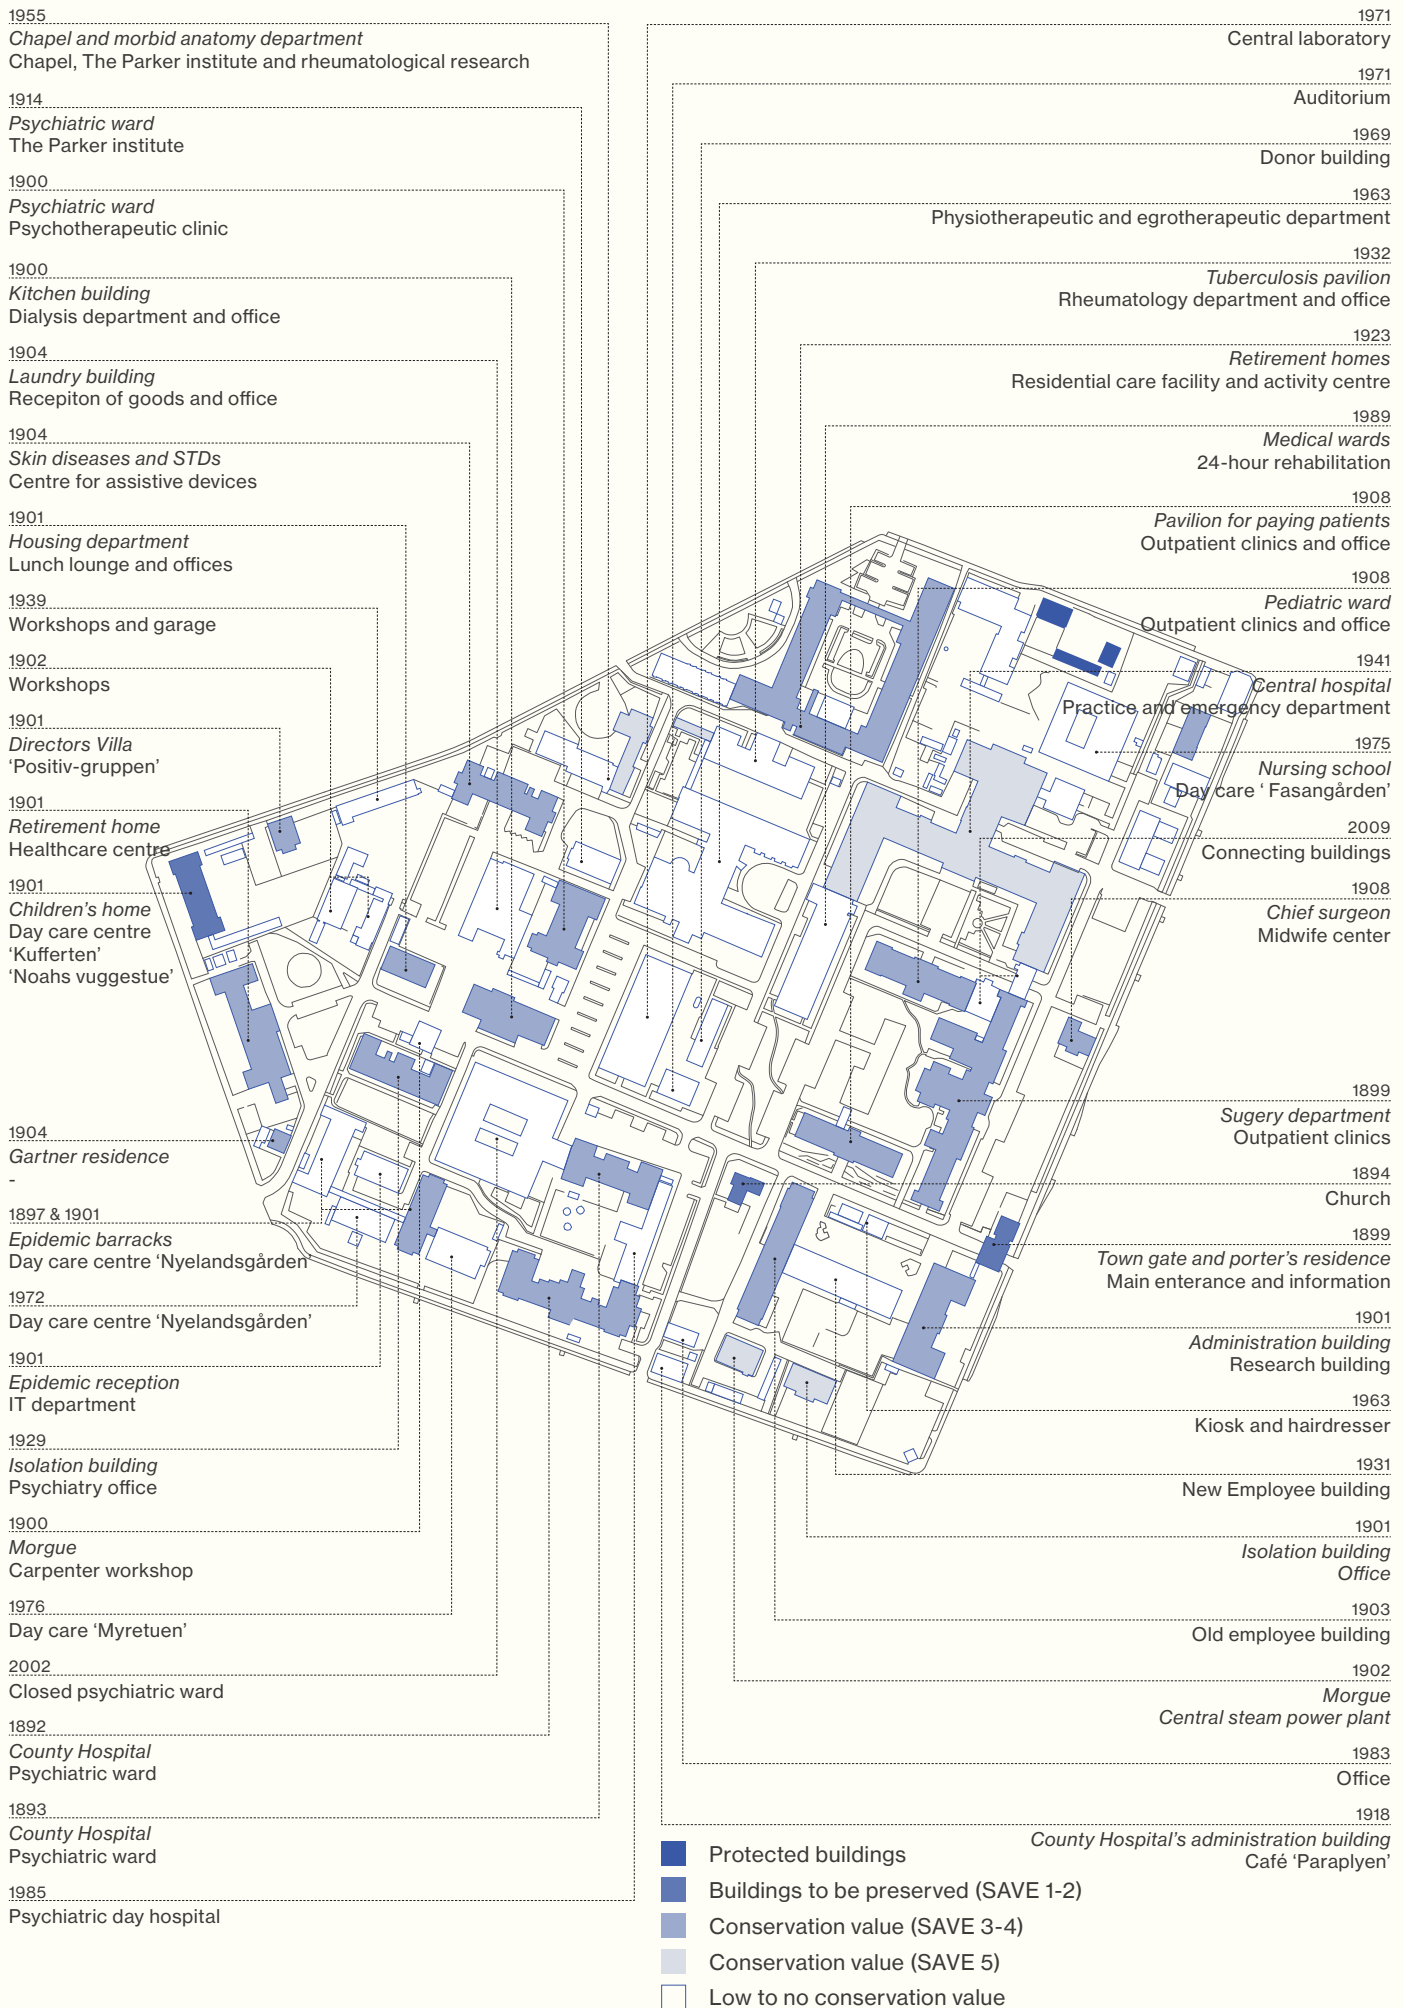 1955
Chapel and morbid anatomy department
Chapel, The Parker institute and rheumatological research
1914
Psychiatric ward
The Parker institute
1900
Psychiatric ward
Psychotherapeutic clinic
1900
Kitchen building
Dialysis department and office
1904
Laundry building
Recepiton of goods and office
1904
Skin diseases and STDs
Centre for assistive devices
1901
Housing department
Lunch lounge and offices
1939
Workshops and garage
1902
Workshops
1901
Directors Villa
‘Positiv-gruppen’
1901
Retirement home
Healthcare centre
1901
Children’s home
Day care centre
‘Kufferten’
‘Noahs vuggestue’
1904
Gartner residence
-
1897 & 1901
Epidemic barracks
Day care centre ‘Nyelandsgården’
1972
Day care centre ‘Nyelandsgården’
1901
Epidemic reception
IT department
1929
Isolation building
Psychiatry office
1900
Morgue
Carpenter workshop
1976
Day care ‘Myretuen’
2002
Closed psychiatric ward
1892
County Hospital
Psychiatric ward
1893
County Hospital
Psychiatric ward
1985
Psychiatric day hospital
1971
Central laboratory
1971
Auditorium
1969
Donor building
1963
Physiotherapeutic and egrotherapeutic department
1932
Tuberculosis pavilion
Rheumatology department and office
1923
Retirement homes
Residential care facility and activity centre
1989
Medical wards
24-hour rehabilitation
1908
Pavilion for paying patients
Outpatient clinics and office
1908
Pediatric ward
Outpatient clinics and office
1941
Central hospital
Practice and emergency department
1975
Nursing school
Day care ‘ Fasangården’
2009
Connecting buildings
1908
Chief surgeon
Midwife center
1899
Sugery department
Outpatient clinics
1894
Church
1899
Town gate and porter’s residence
Main enterance and information
1901
Administration building
Research building
1963
Kiosk and hairdresser
1931
New Employee building
1901
Isolation building
Office
1903
Old employee building
1902
Morgue
Central steam power plant
1983
Office
1918
County Hospital’s administration building
Café ‘Paraplyen’
Protected buildings
Buildings to be preserved (SAVE 1-2)
Conservation value (SAVE 3-4)
Conservation value (SAVE 5)
Low to no conservation value